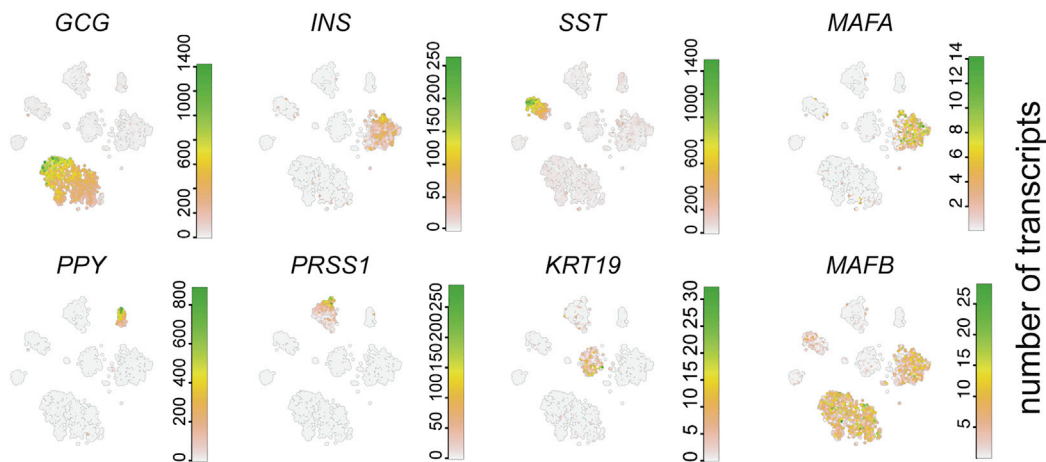 GCG INS SST MAFA
0 200 600 1000 1400
0 50 100 150 200 250
0 200 600 1000 1400
2 4 6 8 10 12 14
PPY PRSS1 KRT19 MAFB
0 200 400 600 800
0 50 100 150 200 250
0 5 10 15 20 25 30
5 10 15 20 25
number of transcripts